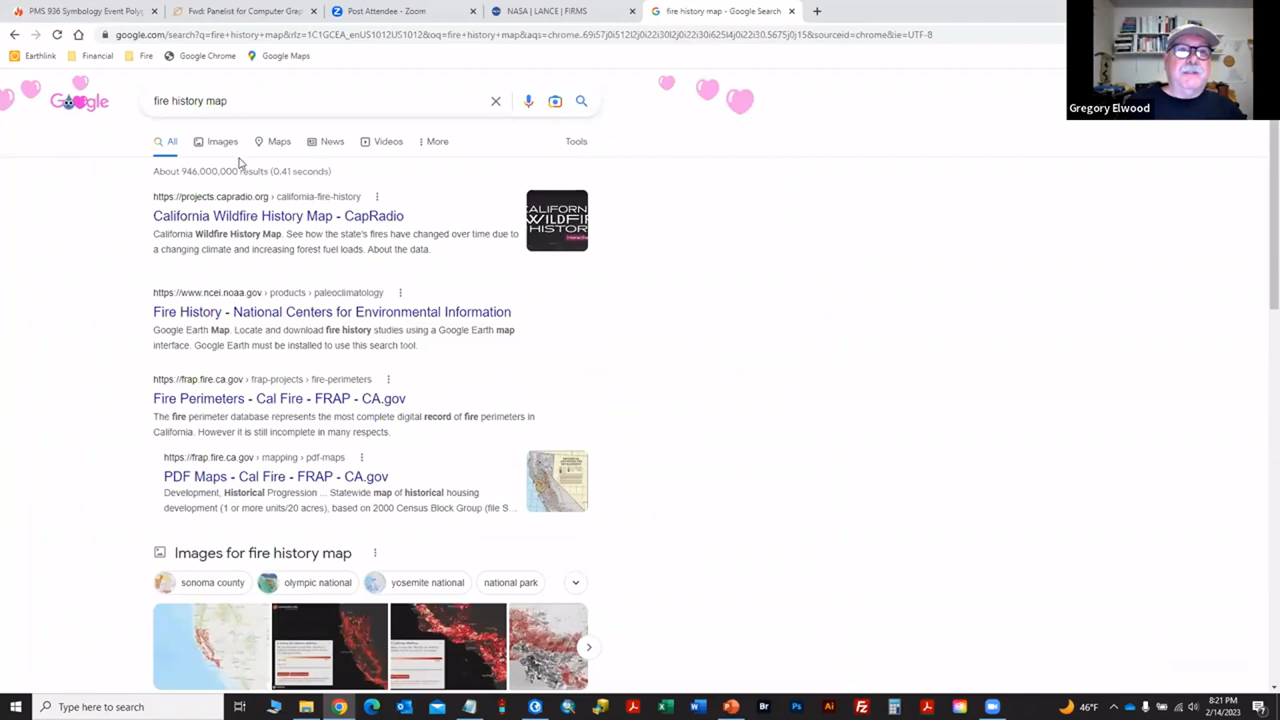 PMS 936 Symbology Event Polyg
Fwd: Panelist for Computer Grap
Post Attendee - Zoom
NASA | LANCE | FIRMS
fire history map - Google Search
google.com/search?q=fire+history+map&rlz=1C1GCEA_enUS1012US1012&oq=fire+history+map&aqs=chrome..69i57j0i512l2j0i22i30l2j0i22i30i625l4j0i22i30.5675j0j15&sourceid=chrome&ie=UTF-8
Earthlink
Financial
Fire
Google Chrome
Google Maps
Gregory Elwood
Google
fire history map
All
Images
Maps
News
Videos
More
Tools
About 946,000,000 results (0.41 seconds)
https://projects.capradio.org › california-fire-history
California Wildfire History Map - CapRadio
California Wildfire History Map. See how the state's fires have changed over time due to
a changing climate and increasing forest fuel loads. About the data.
CALIFORN
WILDFI
HISTOR
https://www.ncei.noaa.gov › products › paleoclimatology
Fire History - National Centers for Environmental Information
Google Earth Map. Locate and download fire history studies using a Google Earth map
interface. Google Earth must be installed to use this search tool.
https://frap.fire.ca.gov › frap-projects › fire-perimeters
Fire Perimeters - Cal Fire - FRAP - CA.gov
The fire perimeter database represents the most complete digital record of fire perimeters in
California. However it is still incomplete in many respects.
https://frap.fire.ca.gov › mapping › pdf-maps
PDF Maps - Cal Fire - FRAP - CA.gov
Development, Historical Progression ... Statewide map of historical housing
development (1 or more units/20 acres), based on 2000 Census Block Group (file S...
Images for fire history map
sonoma county
olympic national
yosemite national
national park
Type here to search
Br
Ps
Ai
46°F
8:21 PM
2/14/2023